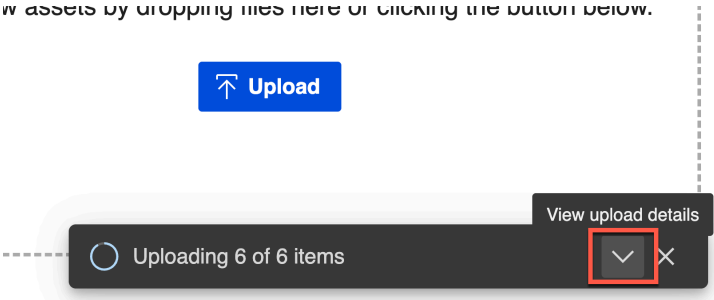 w assets by dropping files here or clicking the button below.
Upload
View upload details
Uploading 6 of 6 items